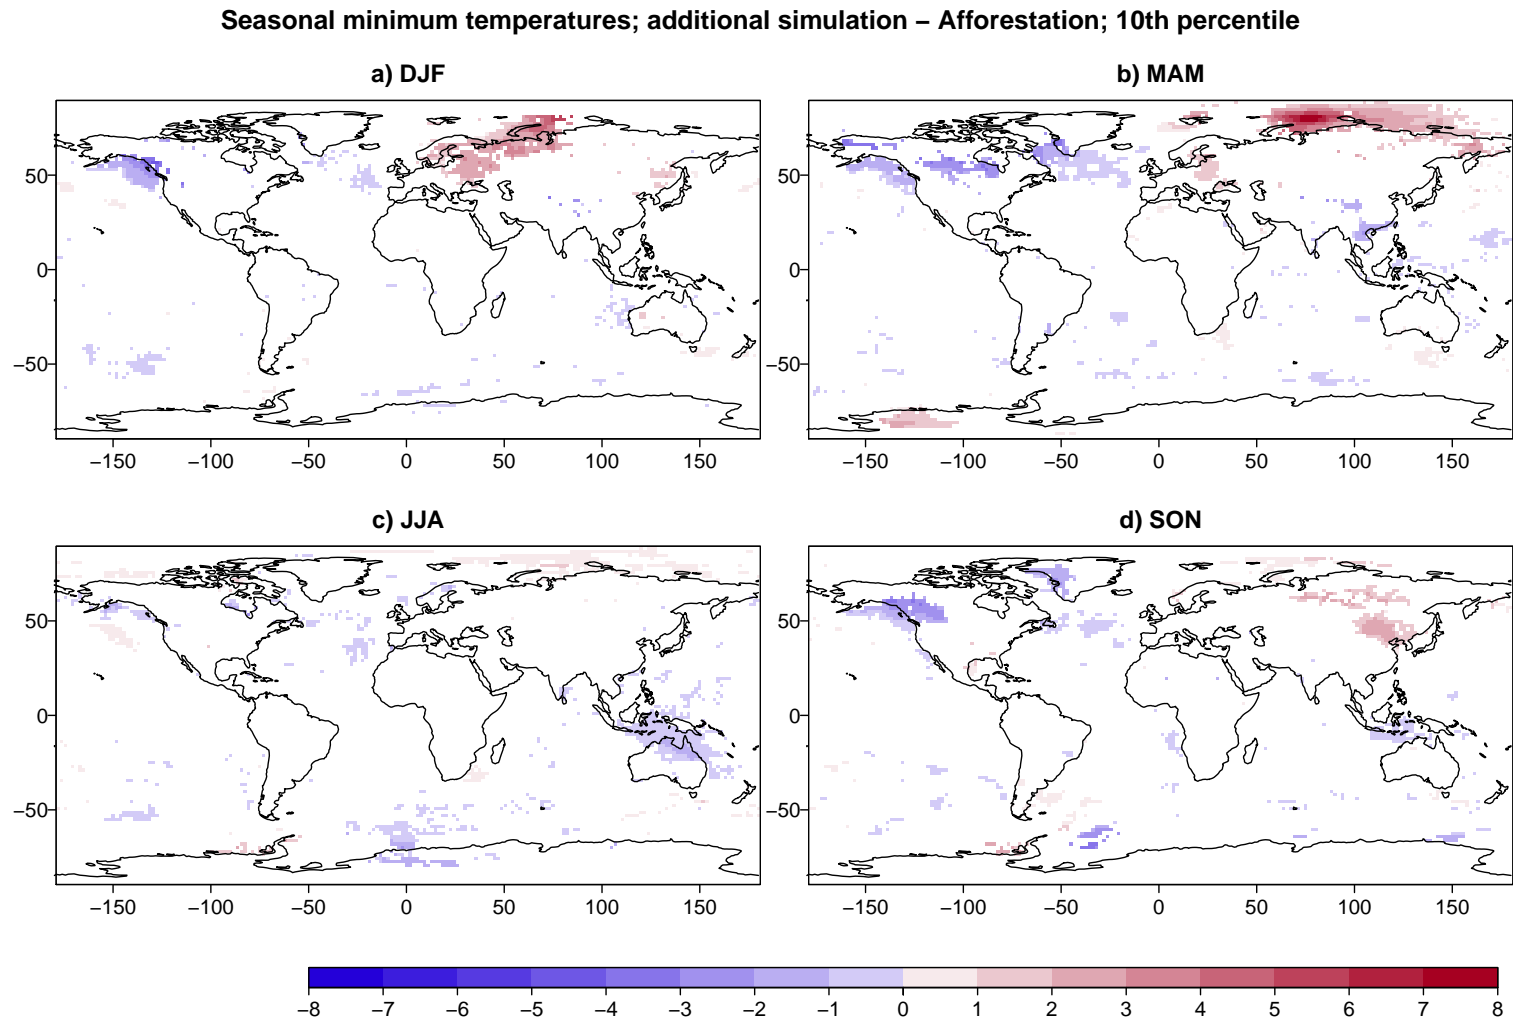 Seasonal minimum temperatures; additional simulation – Afforestation; 10th percentile
a) DJF
b) MAM
50
0
−50
−150 −100 −50 0 50 100 150
50
0
−50
−150 −100 −50 0 50 100 150
c) JJA
d) SON
50
0
−50
−150 −100 −50 0 50 100 150
50
0
−50
−150 −100 −50 0 50 100 150
−8 −7 −6 −5 −4 −3 −2 −1 0 1 2 3 4 5 6 7 8